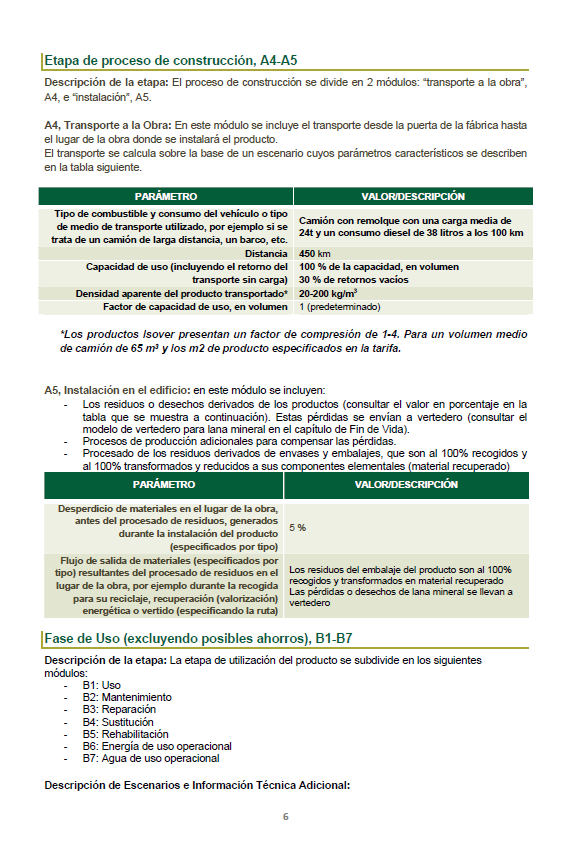 Etapa de proceso de construcción, A4-A5
Descripción de la etapa: El proceso de construcción se divide en 2 módulos: “transporte a la obra”,
A4, e “instalación”, A5.
A4, Transporte a la Obra: En este módulo se incluye el transporte desde la puerta de la fábrica hasta
el lugar de la obra donde se instalará el producto.
El transporte se calcula sobre la base de un escenario cuyos parámetros característicos se describen
en la tabla siguiente.
PARÁMETRO VALOR/DESCRIPCIÓN
Tipo de combustible y consumo del vehículo o tipo
de medio de transporte utilizado, por ejemplo si se
trata de un camión de larga distancia, un barco, etc.
Camión con remolque con una carga media de
24t y un consumo diesel de 38 litros a los 100 km
Distancia 450 km
Capacidad de uso (incluyendo el retorno del
transporte sin carga)
100 % de la capacidad, en volumen
30 % de retornos vacíos
Densidad aparente del producto transportado* 20-200 kg/m³
Factor de capacidad de uso, en volumen 1 (predeterminado)
*Los productos Isover presentan un factor de compresión de 1-4. Para un volumen medio
de camión de 65 m³ y los m2 de producto especificados en la tarifa.
A5, Instalación en el edificio: en este módulo se incluyen:
- Los residuos o desechos derivados de los productos (consultar el valor en porcentaje en la
tabla que se muestra a continuación). Estas pérdidas se envían a vertedero (consultar el
modelo de vertedero para lana mineral en el capítulo de Fin de Vida).
- Procesos de producción adicionales para compensar las pérdidas.
- Procesado de los residuos derivados de envases y embalajes, que son al 100% recogidos y
al 100% transformados y reducidos a sus componentes elementales (material recuperado)
PARÁMETRO VALOR/DESCRIPCIÓN
Desperdicio de materiales en el lugar de la obra,
antes del procesado de residuos, generados
durante la instalación del producto
(especificados por tipo)
5 %
Flujo de salida de materiales (especificados por
tipo) resultantes del procesado de residuos en el
lugar de la obra, por ejemplo durante la recogida
para su reciclaje, recuperación (valorización)
energética o vertido (especificando la ruta)
Los residuos del embalaje del producto son al 100%
recogidos y transformados en material recuperado
Las pérdidas o desechos de lana mineral se llevan a
vertedero
Fase de Uso (excluyendo posibles ahorros), B1-B7
Descripción de la etapa: La etapa de utilización del producto se subdivide en los siguientes
módulos:
- B1: Uso
- B2: Mantenimiento
- B3: Reparación
- B4: Sustitución
- B5: Rehabilitación
- B6: Energía de uso operacional
- B7: Agua de uso operacional
Descripción de Escenarios e Información Técnica Adicional:
6